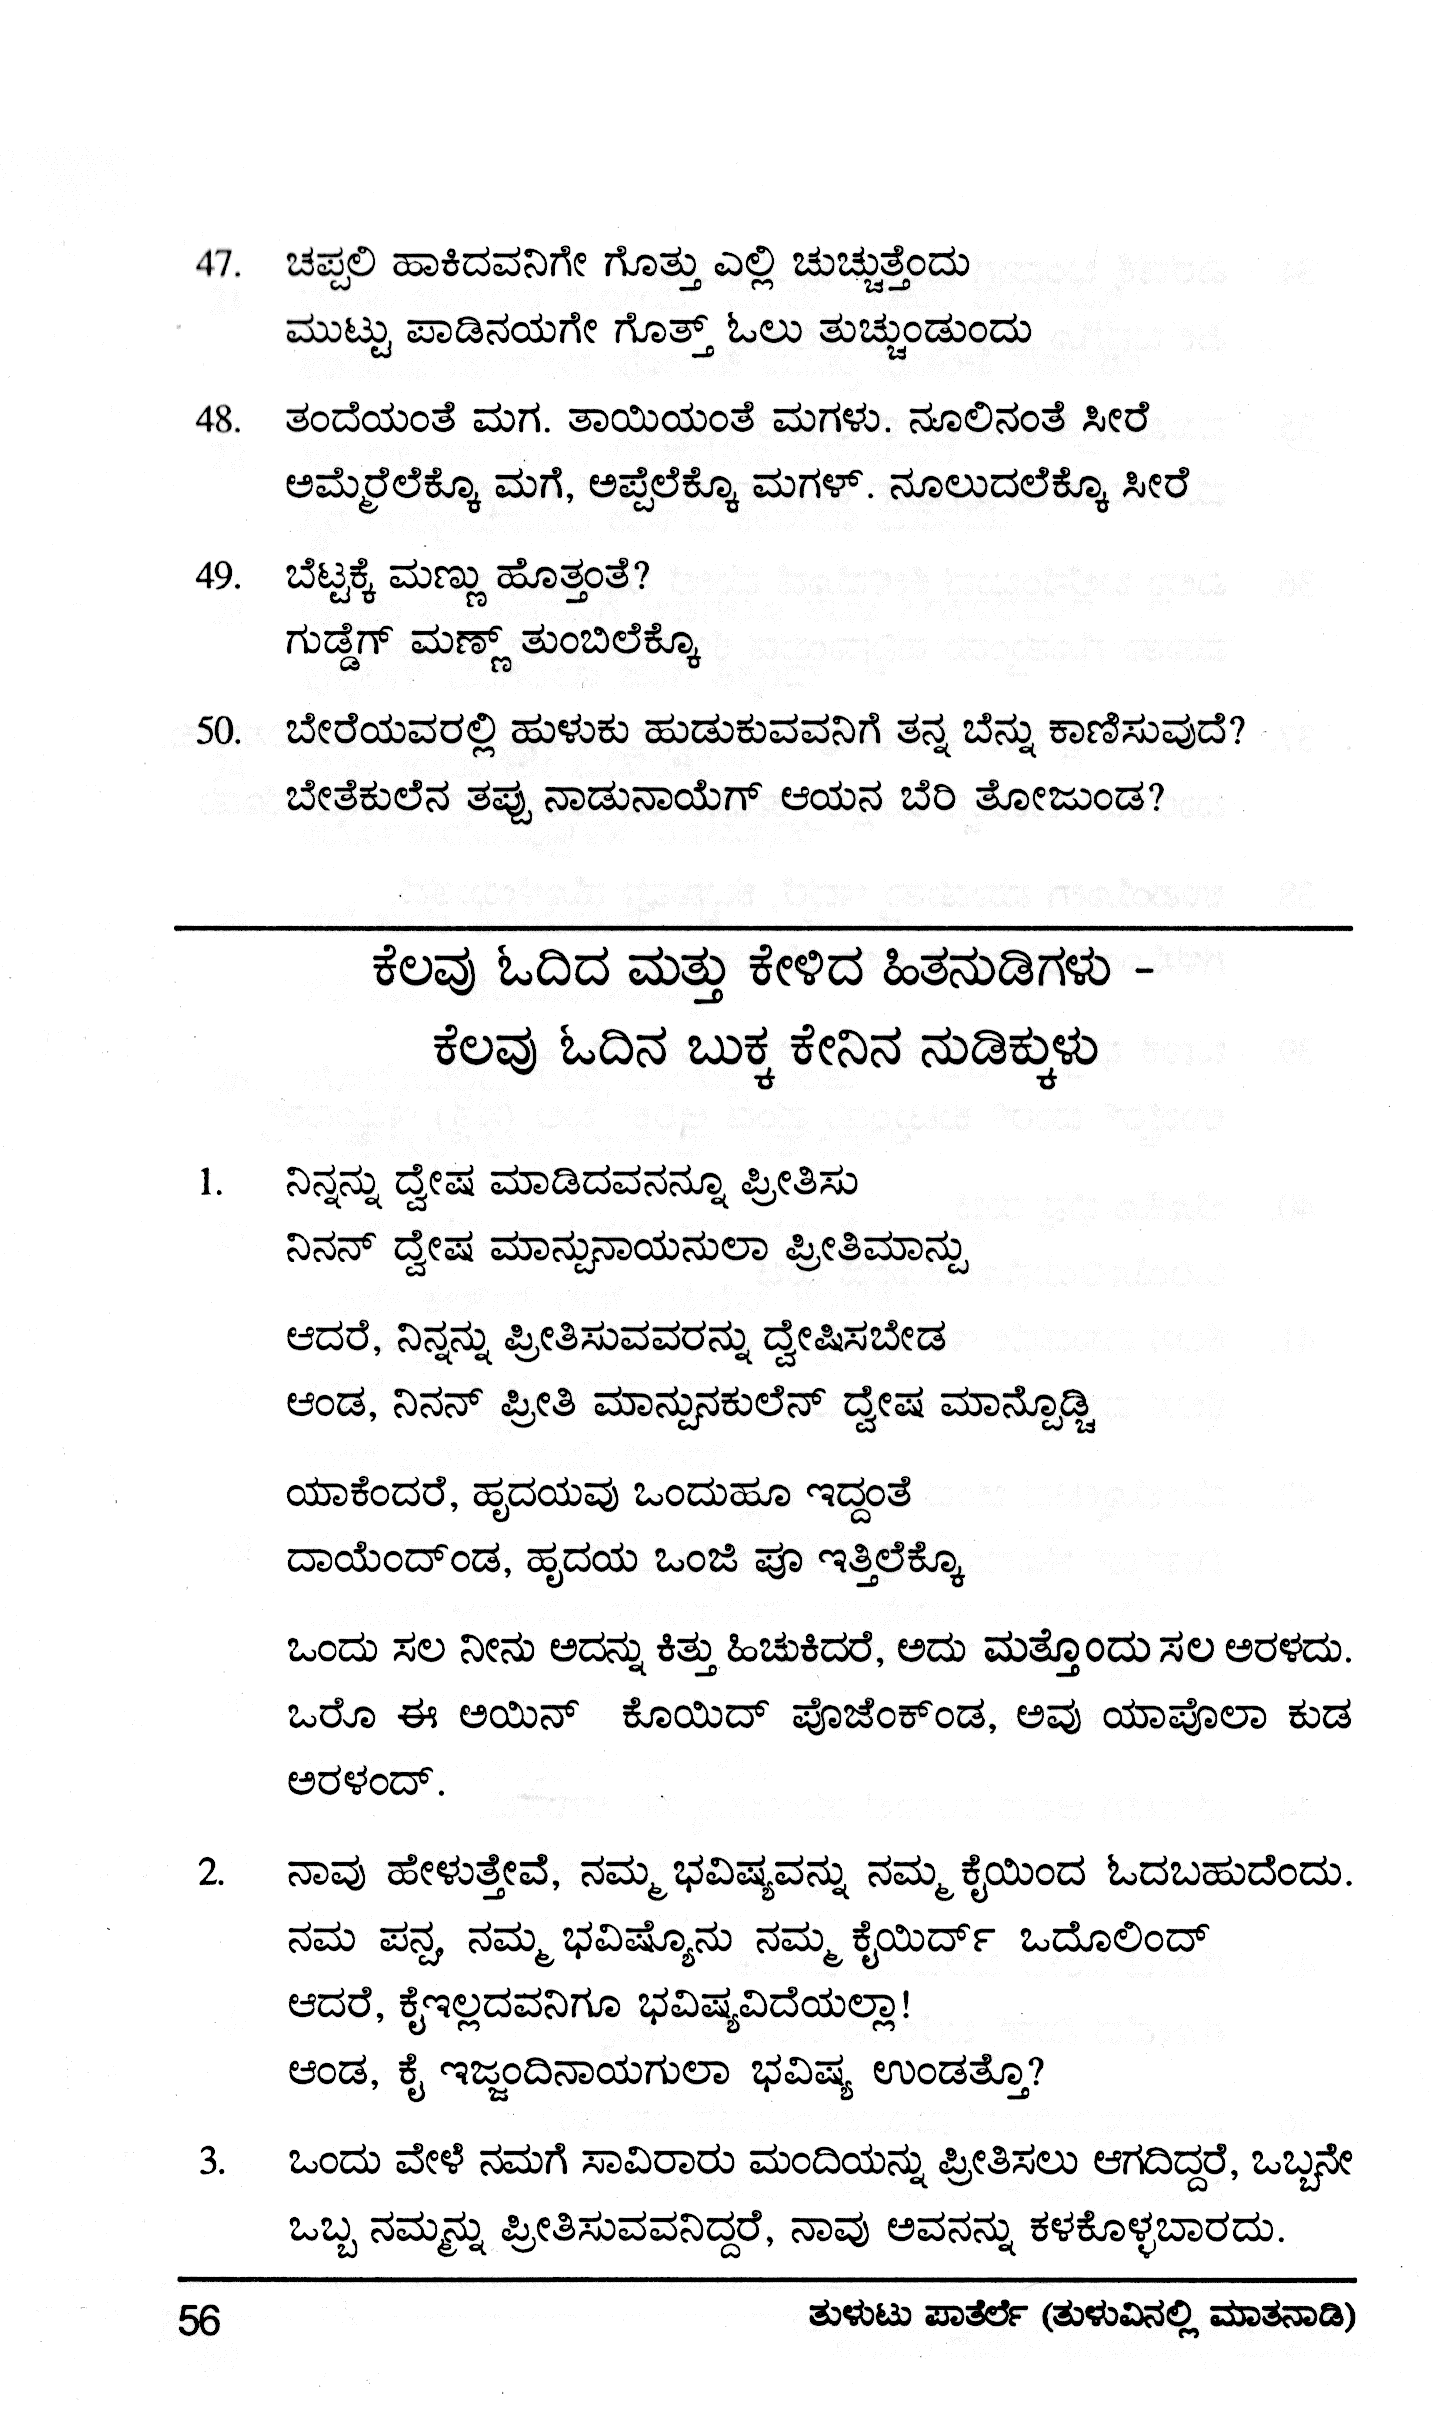 47. ಚಪ್ಪಲಿ ಹಾಕಿದವನಿಗೇ ಗೊತ್ತು ಎಲ್ಲಿ ಚುಚ್ಚುತ್ತೆಂದು
ಮುಟ್ಟು ಪಾಡಿನಯಗೇ ಗೊತ್ತ್ ಓಲು ತುಚ್ಚುಂಡುಂದು
48. ತಂದೆಯಂತೆ ಮಗ. ತಾಯಿಯಂತೆ ಮಗಳು. ನೂಲಿನಂತೆ ಸೀರೆ
ಅಮ್ಮೆರೆಲೆಕ್ಕೊ ಮಗೆ, ಅಪ್ಪೆಲೆಕ್ಕೊ ಮಗಳ್. ನೂಲುದಲೆಕ್ಕೊ ಸೀರೆ
49. ಬೆಟ್ಟಕ್ಕೆ ಮಣ್ಣು ಹೊತ್ತಂತೆ?
ಗುಡ್ಡೆಗ್ ಮಣ್ಣ್ ತುಂಬಿಲೆಕ್ಕೊ
50. ಬೇರೆಯವರಲ್ಲಿ ಹುಳುಕು ಹುಡುಕುವವನಿಗೆ ತನ್ನ ಬೆನ್ನು ಕಾಣಿಸುವುದೆ?
ಬೇತೆಕುಲೆನ ತಪ್ಪು ನಾಡುನಾಯೆಗ್ ಆಯನ ಬೆರಿ ತೋಜುಂಡ?
ಕೆಲವು ಓದಿದ ಮತ್ತು ಕೇಳಿದ ಹಿತನುಡಿಗಳು -
ಕೆಲವು ಓದಿನ ಬುಕ್ಕ ಕೇನಿನ ನುಡಿಕ್ಕುಳು
1. ನಿನ್ನನ್ನು ದ್ವೇಷ ಮಾಡಿದವನನ್ನೂ ಪ್ರೀತಿಸು
ನಿನನ್ ದ್ವೇಷ ಮಾನ್ಪುನಾಯನುಲಾ ಪ್ರೀತಿಮಾನ್ಪು
ಆದರೆ, ನಿನ್ನನ್ನು ಪ್ರೀತಿಸುವವರನ್ನು ದ್ವೇಷಿಸಬೇಡ
ಆಂಡ, ನಿನನ್ ಪ್ರೀತಿ ಮಾನ್ಪುನಕುಲೆನ್ ದ್ವೇಷ ಮಾನ್ಪೊಡ್ಚಿ
ಯಾಕೆಂದರೆ, ಹೃದಯವು ಒಂದುಹೂ ಇದ್ದಂತೆ
ದಾಯೆಂದ್‌ಂಡ, ಹೃದಯ ಒಂಜಿ ಪೂ ಇತ್ತಿಲೆಕ್ಕೊ
ಒಂದು ಸಲ ನೀನು ಅದನ್ನು ಕಿತ್ತು ಹಿಚುಕಿದರೆ, ಅದು ಮತ್ತೊಂದು ಸಲ ಅರಳದು.
ಒರೊ ಈ ಅಯಿನ್ ಕೊಯಿದ್ ಪೊಜೆಂಕ್‌ಂಡ, ಅವು ಯಾಪೊಲಾ ಕುಡ
ಅರಳಂದ್.
2. ನಾವು ಹೇಳುತ್ತೇವೆ, ನಮ್ಮ ಭವಿಷ್ಯವನ್ನು ನಮ್ಮ ಕೈಯಿಂದ ಓದಬಹುದೆಂದು.
ನಮ ಪನ್ಪ, ನಮ್ಮ ಭವಿಷ್ಯೊನು ನಮ್ಮ ಕೈಯಿರ್ದ್ ಒದೊಲಿಂದ್
ಆದರೆ, ಕೈಇಲ್ಲದವನಿಗೂ ಭವಿಷ್ಯವಿದೆಯಲ್ಲಾ!
ಆಂಡ, ಕೈ ಇಜ್ಜಂದಿನಾಯಗುಲಾ ಭವಿಷ್ಯ ಉಂಡತ್ತೊ?
3. ಒಂದು ವೇಳೆ ನಮಗೆ ಸಾವಿರಾರು ಮಂದಿಯನ್ನು ಪ್ರೀತಿಸಲು ಆಗದಿದ್ದರೆ, ಒಬ್ಬನೇ
ಒಬ್ಬ ನಮ್ಮನ್ನು ಪ್ರೀತಿಸುವವನಿದ್ದರೆ, ನಾವು ಅವನನ್ನು ಕಳಕೊಳ್ಳಬಾರದು.
56 ತುಳುಟು ಪಾತೆರ್ಲೆ (ತುಳುವಿನಲ್ಲಿ ಮಾತನಾಡಿ)